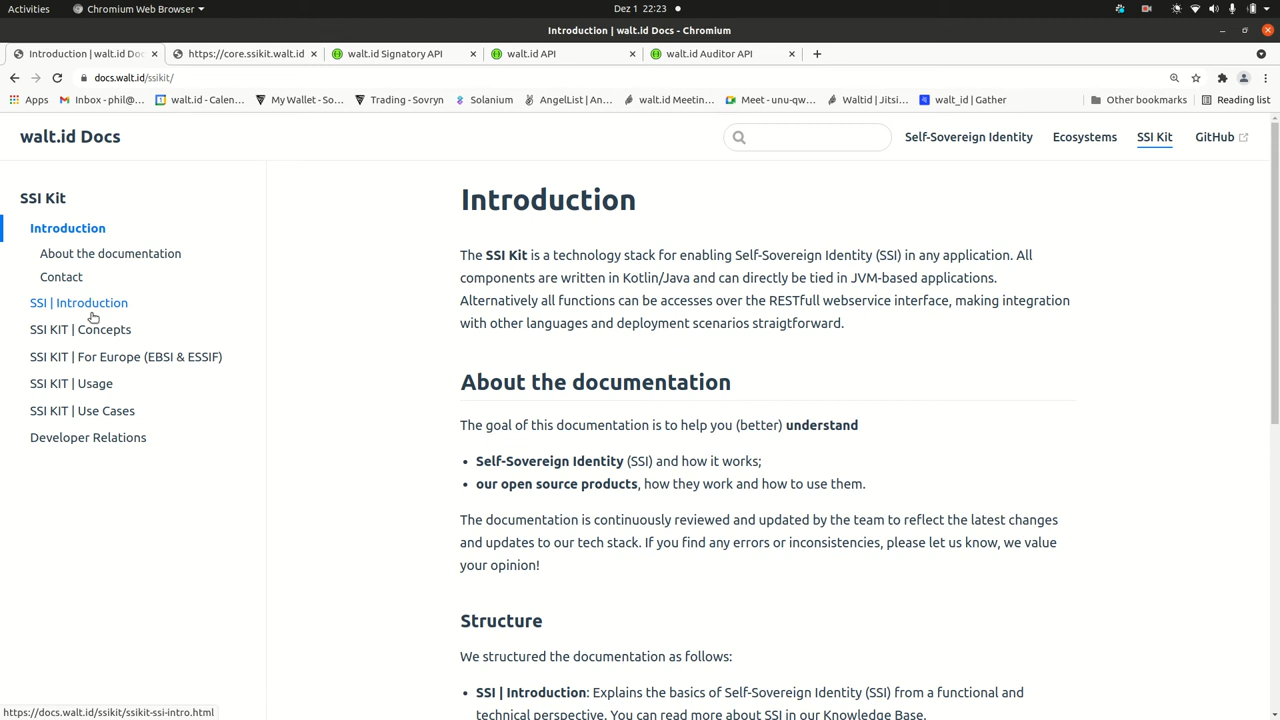 Activities
Chromium Web Browser
Dez 1 22:23
Introduction | walt.id Docs - Chromium
Introduction | walt.id Doc
https://core.ssikit.walt.id
walt.id Signatory API
walt.id API
walt.id Auditor API
docs.walt.id/ssikit/
Apps
Inbox - phil@...
walt.id - Calen...
My Wallet - So...
Trading - Sovryn
Solanium
AngelList | An...
walt.id Meetin...
Meet - unu-qw...
Waltid | Jitsi...
walt_id | Gather
Other bookmarks
Reading list
walt.id Docs
Self-Sovereign Identity
Ecosystems
SSI Kit
GitHub
SSI Kit
Introduction
About the documentation
Contact
SSI | Introduction
SSI KIT | Concepts
SSI KIT | For Europe (EBSI & ESSIF)
SSI KIT | Usage
SSI KIT | Use Cases
Developer Relations
Introduction
The SSI Kit is a technology stack for enabling Self-Sovereign Identity (SSI) in any application. All
components are written in Kotlin/Java and can directly be tied in JVM-based applications.
Alternatively all functions can be accesses over the RESTfull webservice interface, making integration
with other languages and deployment scenarios straigtforward.
About the documentation
The goal of this documentation is to help you (better) understand
• Self-Sovereign Identity (SSI) and how it works;
• our open source products, how they work and how to use them.
The documentation is continuously reviewed and updated by the team to reflect the latest changes
and updates to our tech stack. If you find any errors or inconsistencies, please let us know, we value
your opinion!
Structure
We structured the documentation as follows:
• SSI | Introduction: Explains the basics of Self-Sovereign Identity (SSI) from a functional and
technical perspective. You can read more about SSI in our Knowledge Base.
https://docs.walt.id/ssikit/ssikit-ssi-intro.html